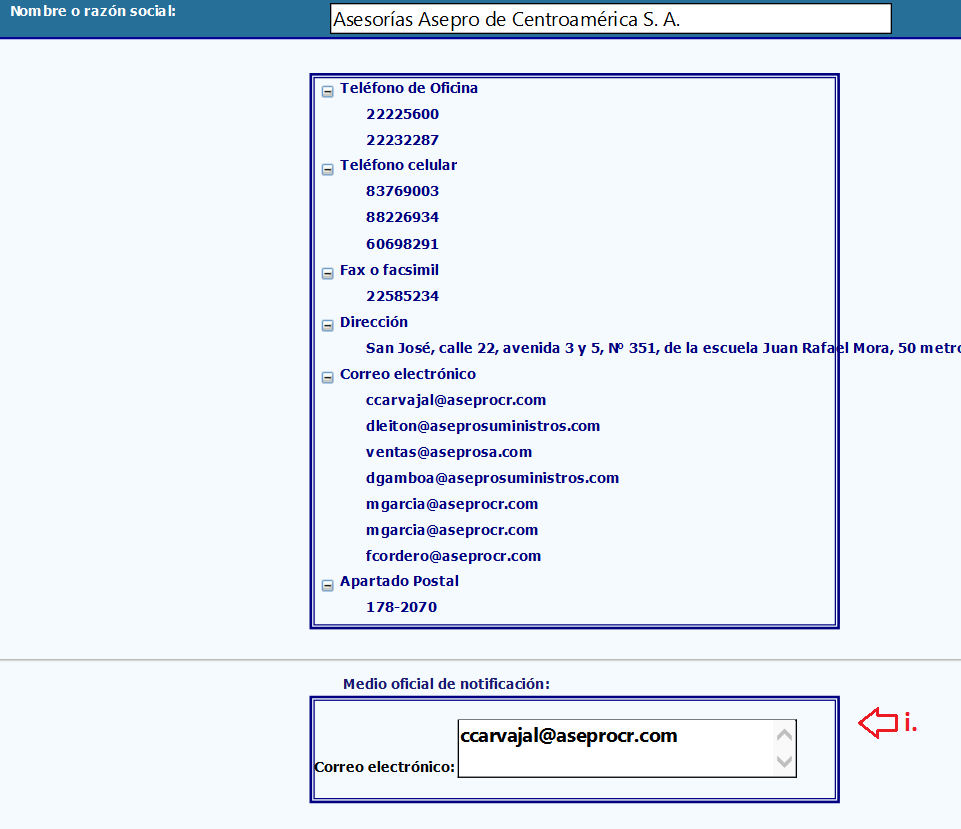 Nombre o razón social:
Asesorías Asepro de Centroamérica S. A.
Teléfono de Oficina
22225600
22232287
Teléfono celular
83769003
88226934
60698291
Fax o facsimil
22585234
Dirección
San José, calle 22, avenida 3 y 5, Nº 351, de la escuela Juan Rafael Mora, 50 metro
Correo electrónico
ccarvajal@aseprocr.com
dleiton@aseprosuministros.com
ventas@aseprosa.com
dgamboa@aseprosuministros.com
mgarcia@aseprocr.com
mgarcia@aseprocr.com
fcordero@aseprocr.com
Apartado Postal
178-2070
Medio oficial de notificación:
i.
ccarvajal@aseprocr.com
Correo electrónico: